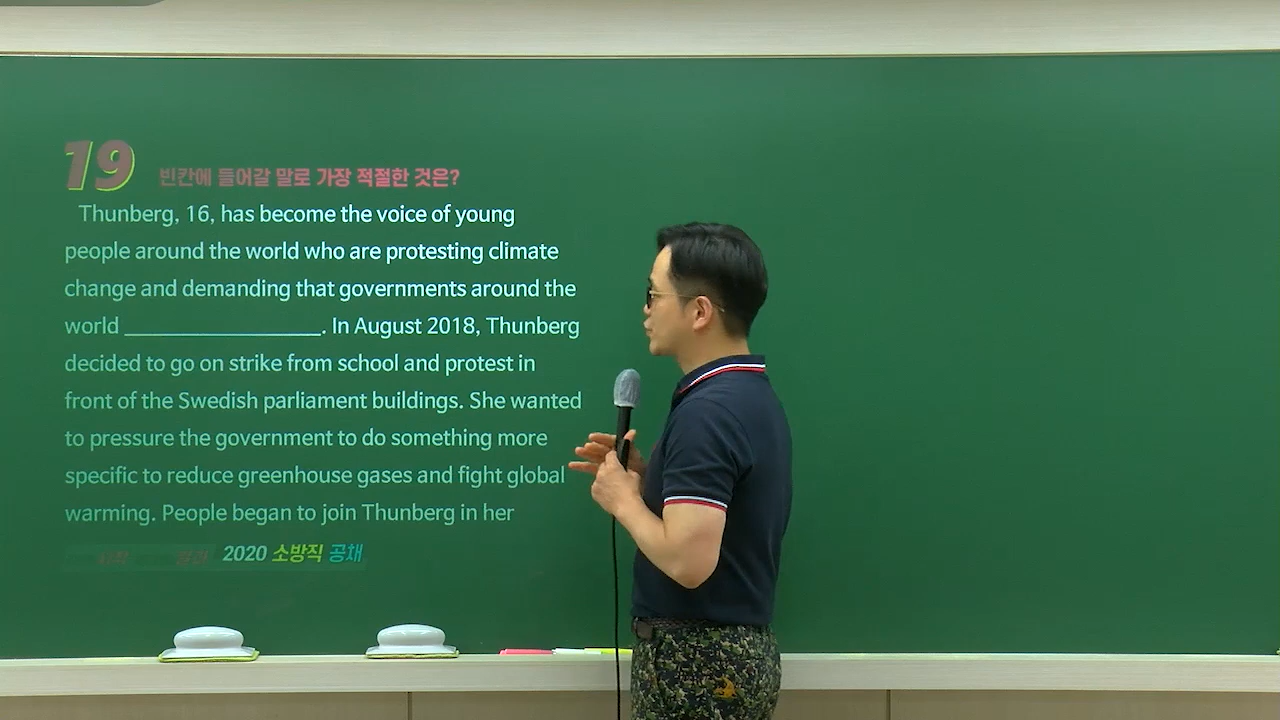 19 빈칸에 들어갈 말로 가장 적절한 것은?
Thunberg, 16, has become the voice of young
people around the world who are protesting climate
change and demanding that governments around the
world ________________. In August 2018, Thunberg
decided to go on strike from school and protest in
front of the Swedish parliament buildings. She wanted
to pressure the government to do something more
specific to reduce greenhouse gases and fight global
warming. People began to join Thunberg in her
2020 소방직 공채